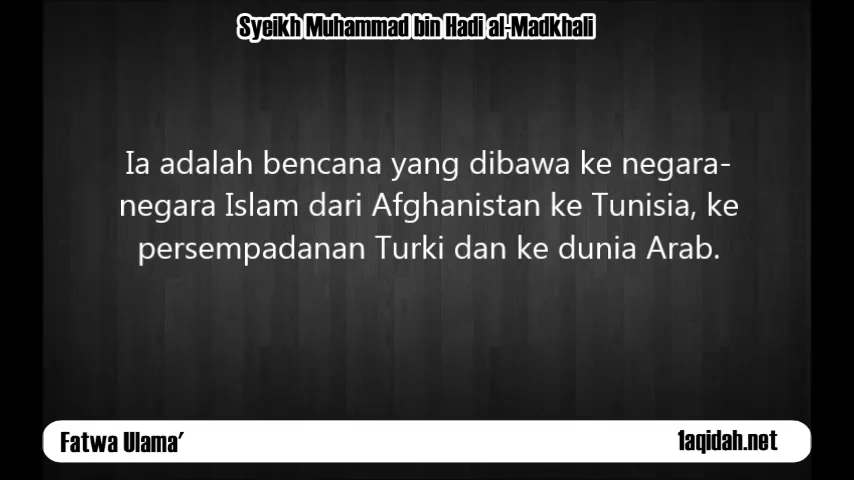 Syeikh Muhammad bin Hadi al-Madkhali
Ia adalah bencana yang dibawa ke negara-
negara Islam dari Afghanistan ke Tunisia, ke
persempadanan Turki dan ke dunia Arab.
Fatwa Ulama'
1aqidah.net